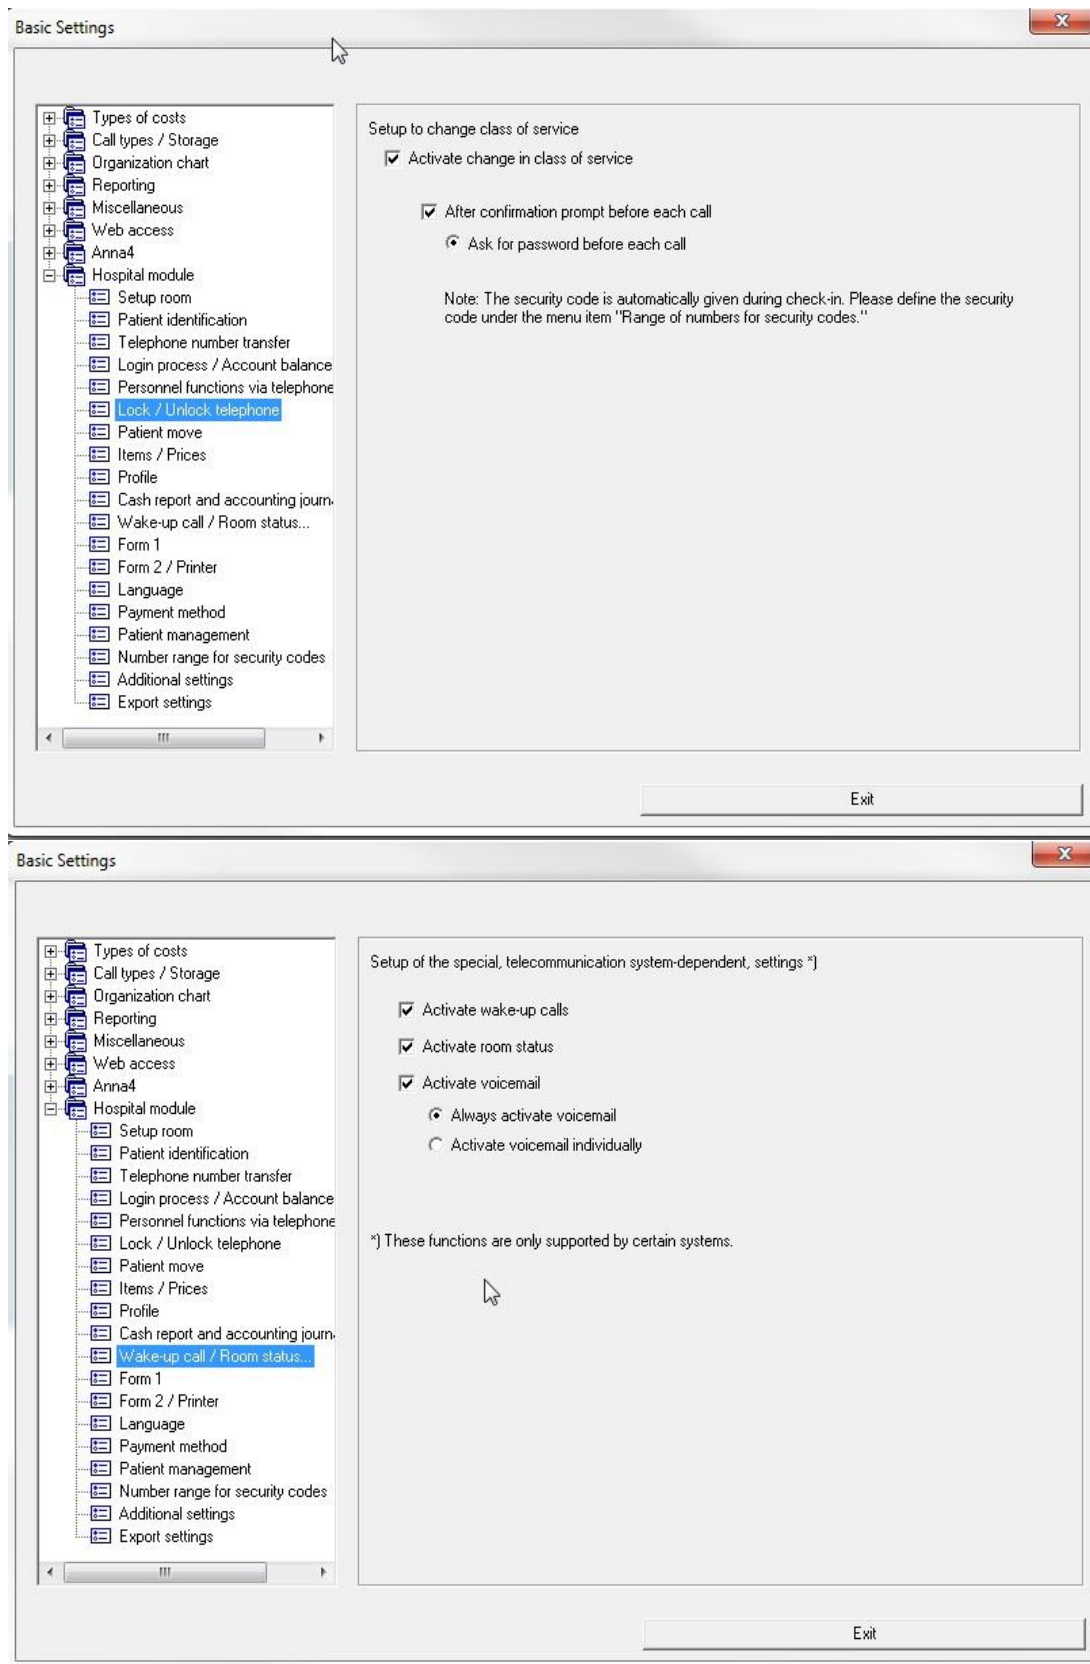 Basic Settings
Types of costs
Call types / Storage
Organization chart
Reporting
Miscellaneous
Web access
Anna4
Hospital module
Setup room
Patient identification
Telephone number transfer
Login process / Account balance
Personnel functions via telephone
Lock / Unlock telephone
Patient move
Items / Prices
Profile
Cash report and accounting journ
Wake-up call / Room status...
Form 1
Form 2 / Printer
Language
Payment method
Patient management
Number range for security codes
Additional settings
Export settings
Setup to change class of service
Activate change in class of service
After confirmation prompt before each call
Ask for password before each call
Note: The security code is automatically given during check-in. Please define the security
code under the menu item "Range of numbers for security codes."
Exit
Basic Settings
Types of costs
Call types / Storage
Organization chart
Reporting
Miscellaneous
Web access
Anna4
Hospital module
Setup room
Patient identification
Telephone number transfer
Login process / Account balance
Personnel functions via telephone
Lock / Unlock telephone
Patient move
Items / Prices
Profile
Cash report and accounting journ
Wake-up call / Room status...
Form 1
Form 2 / Printer
Language
Payment method
Patient management
Number range for security codes
Additional settings
Export settings
Setup of the special, telecommunication system-dependent, settings *)
Activate wake-up calls
Activate room status
Activate voicemail
Always activate voicemail
Activate voicemail individually
*) These functions are only supported by certain systems.
Exit